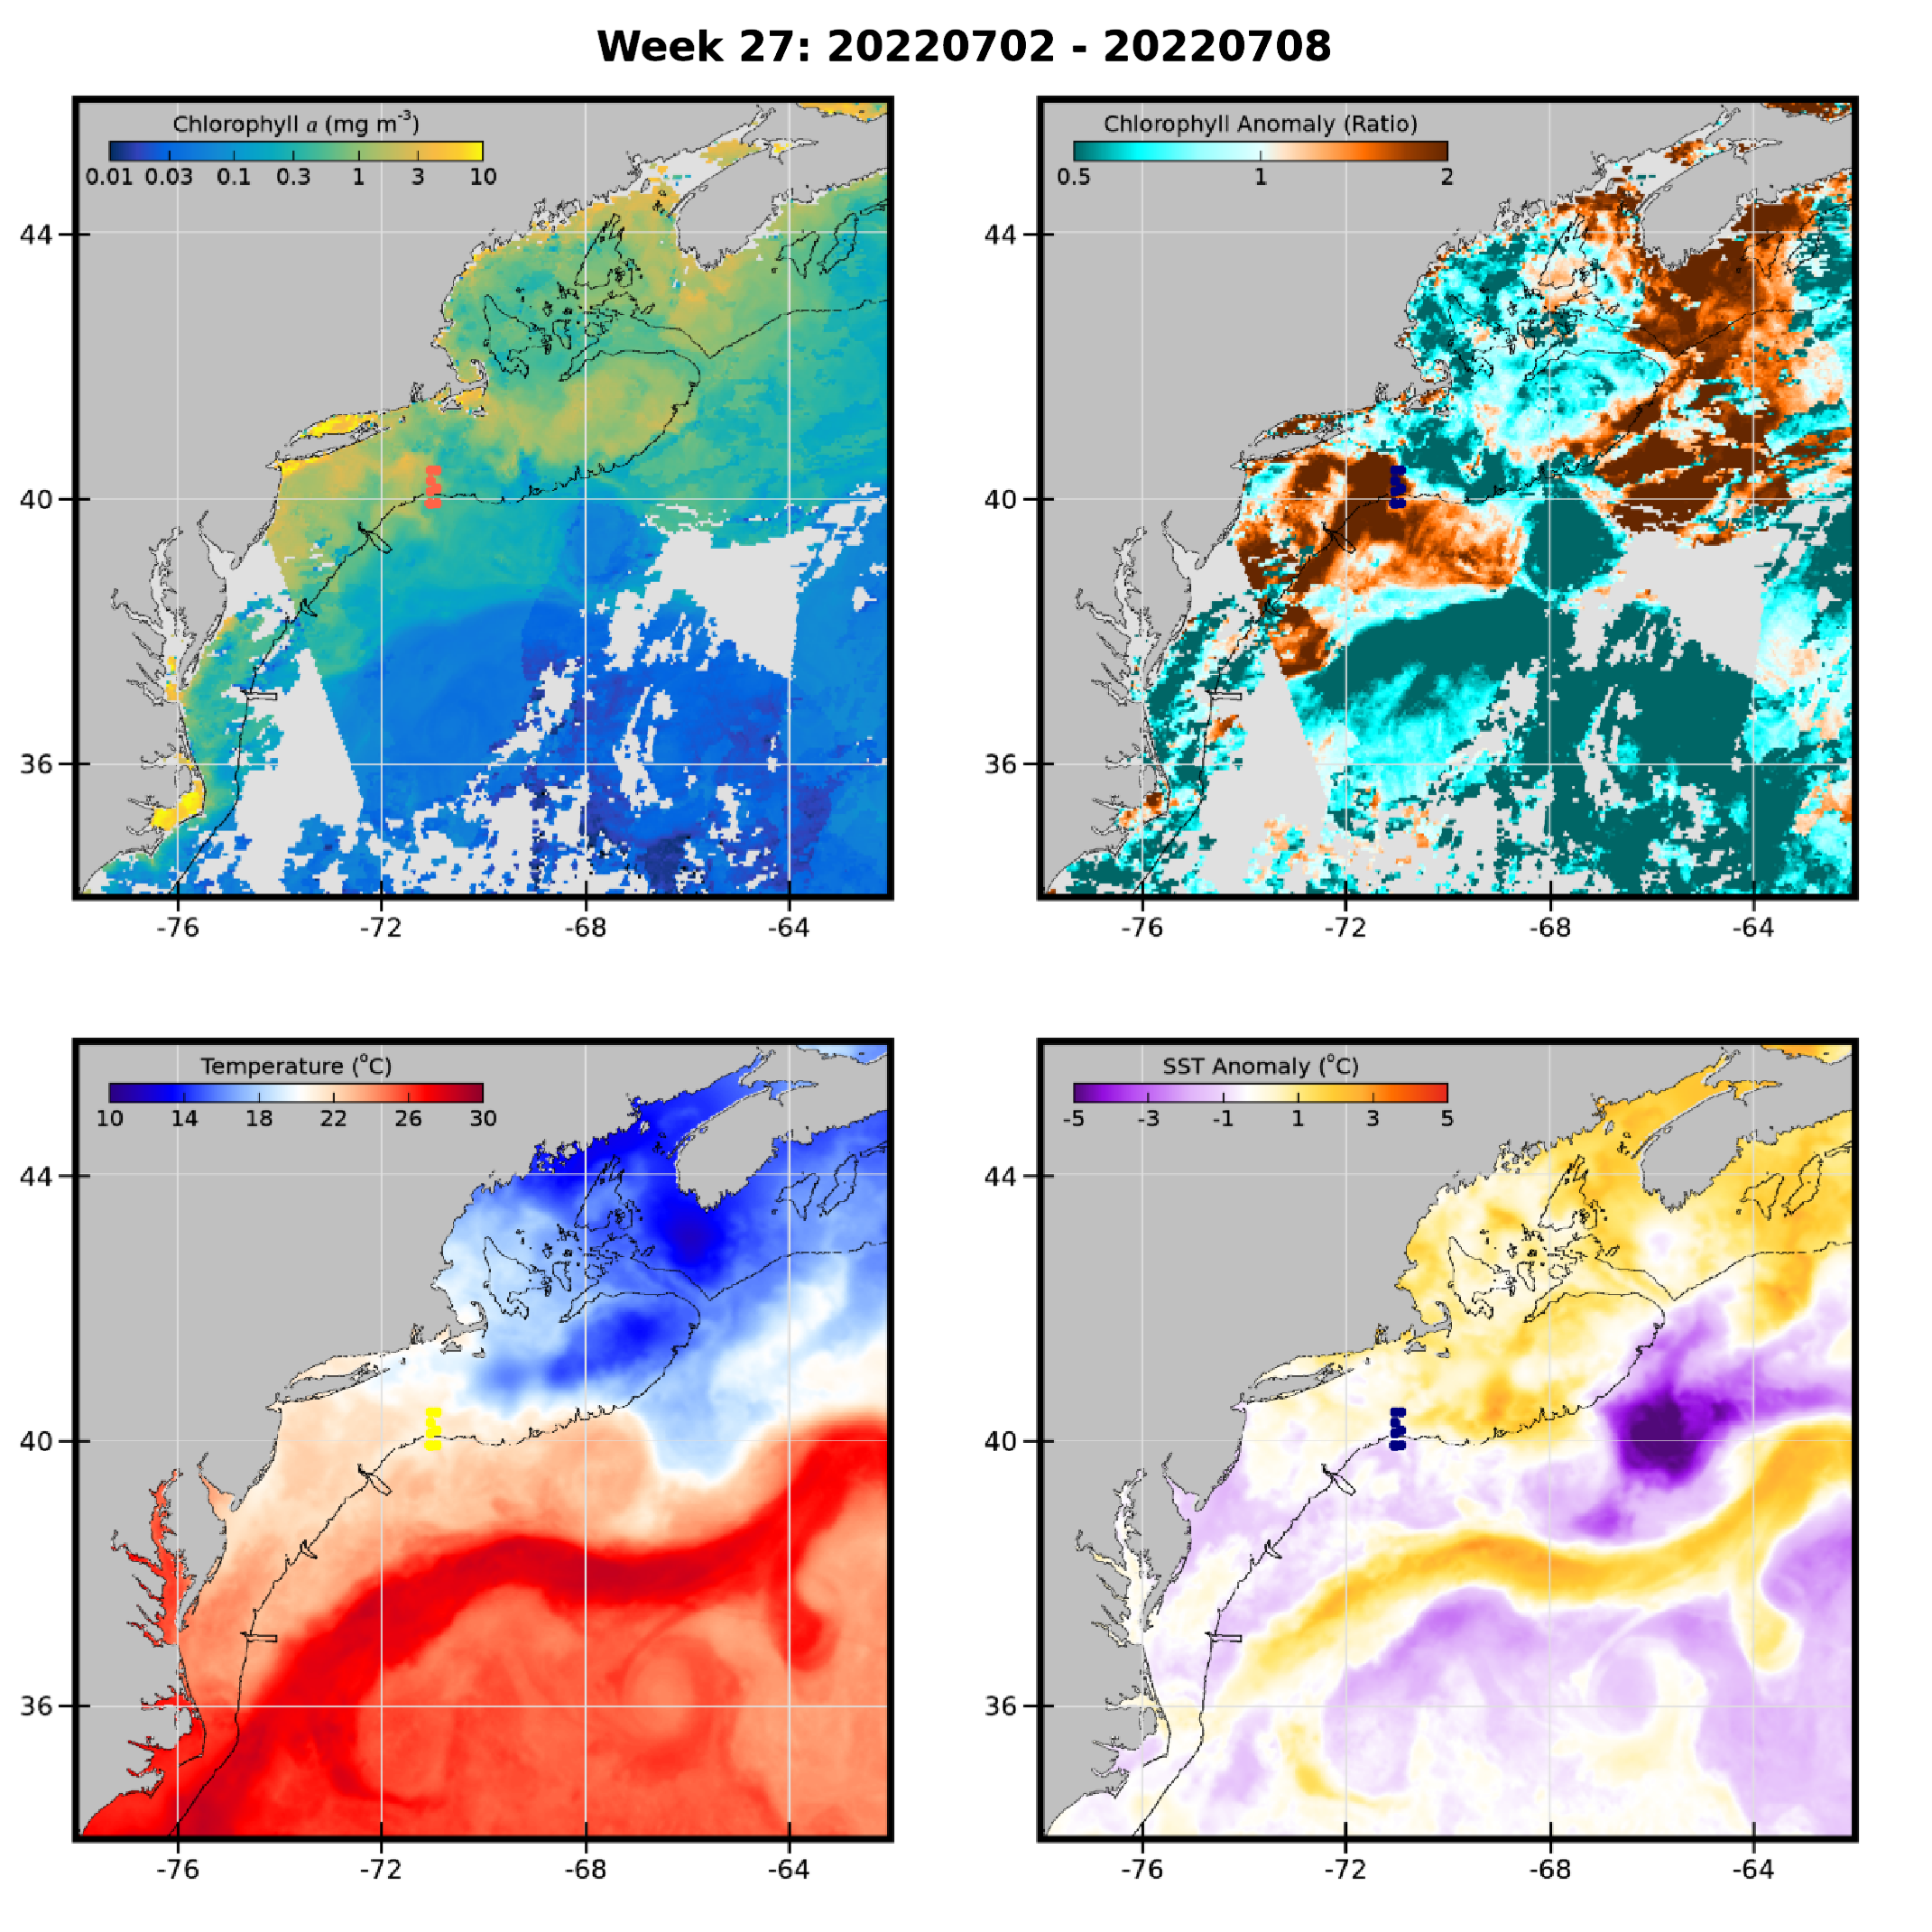 Week 27: 20220702 - 20220708
Chlorophyll a (mg m-3)
0.01 0.03 0.1 0.3 1 3 10
44
40
36
-76 -72 -68 -64
Chlorophyll Anomaly (Ratio)
0.5 1 2
44
40
36
-76 -72 -68 -64
Temperature (oC)
10 14 18 22 26 30
44
40
36
-76 -72 -68 -64
SST Anomaly (oC)
-5 -3 -1 1 3 5
44
40
36
-76 -72 -68 -64